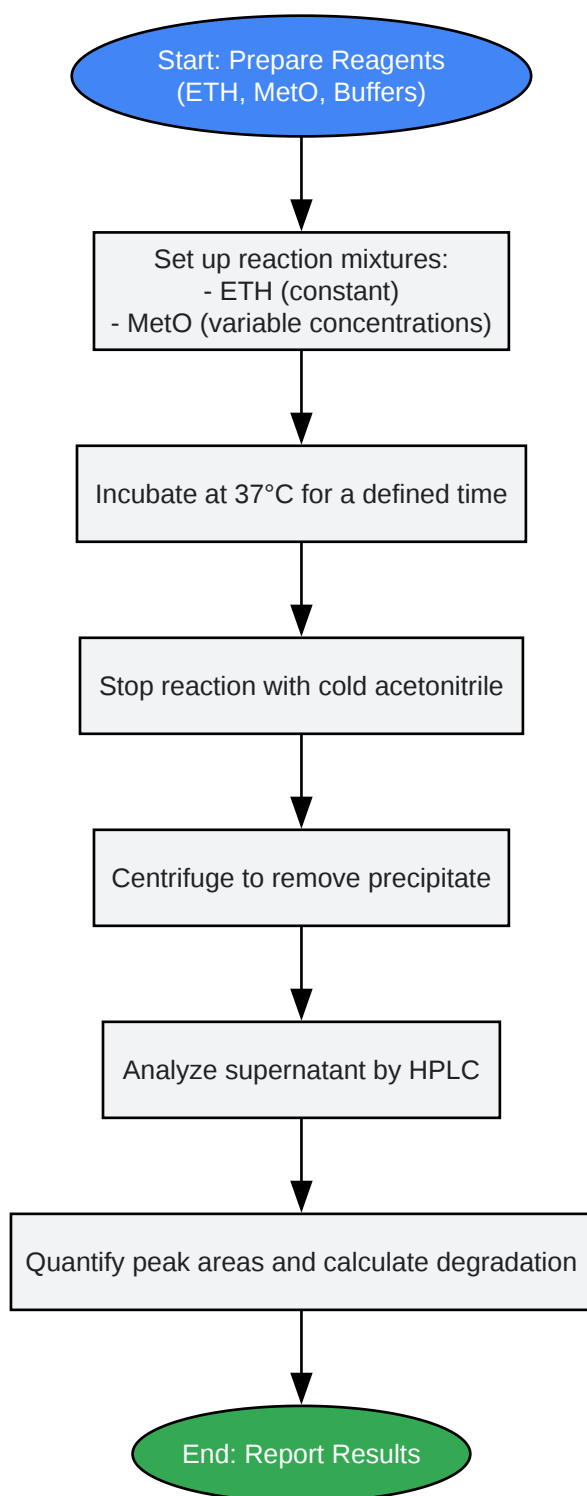 Start: Prepare Reagents
(ETH, MetO, Buffers)
Set up reaction mixtures:
- ETH (constant)
- MetO (variable concentrations)
Incubate at 37°C for a defined time
Stop reaction with cold acetonitrile
Centrifuge to remove precipitate
Analyze supernatant by HPLC
Quantify peak areas and calculate degradation
End: Report Results